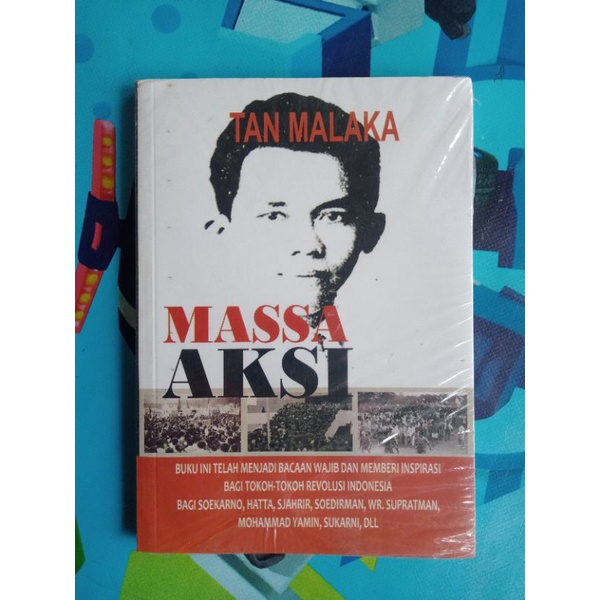 TAN MALAKA
MASSA
AKSI
BUKU INI TELAH MENJADI BACAAN WAJIB DAN MEMBERI INSPIRASI
BAGI TOKOH-TOKOH REVOLUSI INDONESIA
BAGI SOEKARNO, HATTA, SJAHRIR, SOEDIRMAN, WR. SUPRATMAN,
MOHAMMAD YAMIN, SUKARNI, DLL